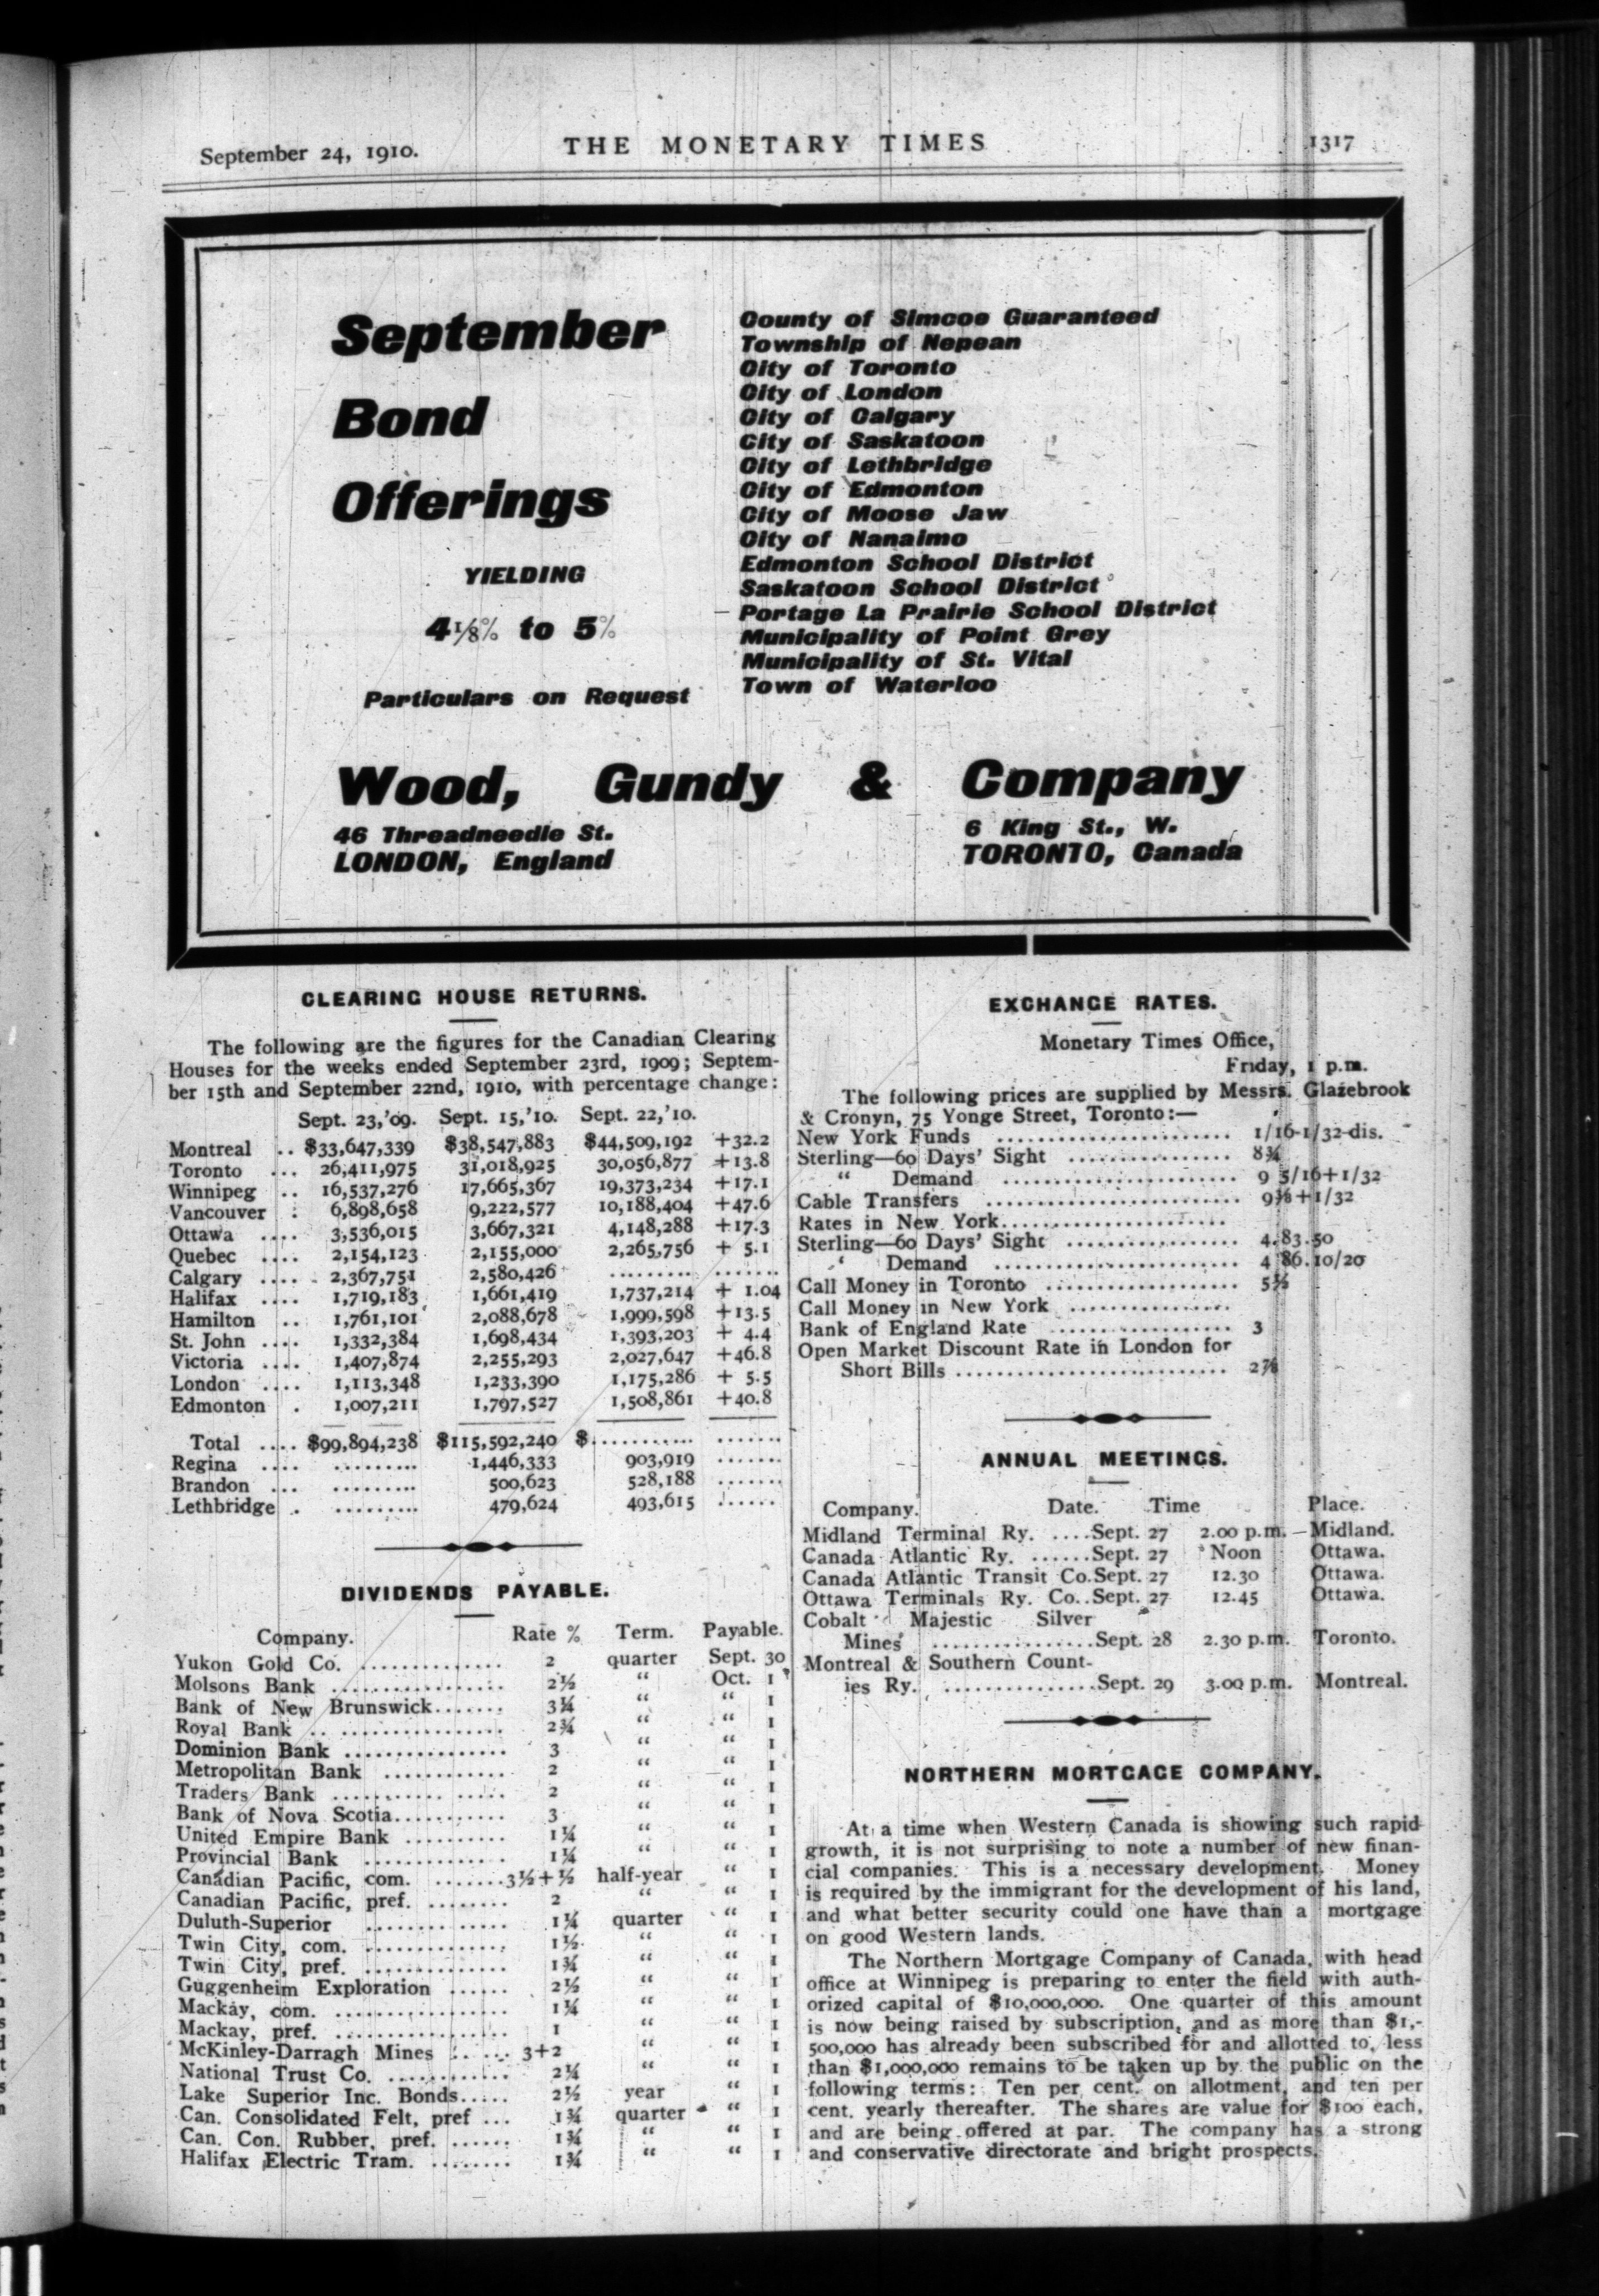 September 24, 1910.
THE MONETARY TIMES
1317
September
Bond
Offerings
YIELDING
4⅛% to 5%
Particulars on Request
County of Simcoe Guaranteed
Township of Nepean
City of Toronto
City of London
City of Calgary
City of Saskatoon
City of Lethbridge
City of Edmonton
City of Moose Jaw
City of Nanaimo
Edmonton School District
Saskatoon School District
Portage La Prairie School District
Municipality of Point Grey
Municipality of St. Vital
Town of Waterloo
Wood, Gundy & Company
46 Threadneedle St.
LONDON, England
6 King St., W.
TORONTO, Canada
CLEARING HOUSE RETURNS.
The following are the figures for the Canadian Clearing
Houses for the weeks ended September 23rd, 1909; Septem-
ber 15th and September 22nd, 1910, with percentage change:
Sept. 23,'09. Sept. 15,'10. Sept. 22,'10.
Montreal .. $33,647,339 $38,547,883 $44,509,192 +32.2
Toronto ... 26,411,975 31,018,925 30,056,877 +13.8
Winnipeg .. 16,537,276 17,665,367 19,373,234 +17.1
Vancouver . 6,898,658 9,222,577 10,188,404 +47.6
Ottawa .... 3,536,015 3,667,321 4,148,288 +17.3
Quebec .... 2,154,123 2,155,000 2,265,756 + 5.1
Calgary .... 2,367,751 2,580,426 ......... .......
Halifax .... 1,719,183 1,661,419 1,737,214 + 1.04
Hamilton .. 1,761,101 2,088,678 1,999,598 +13.5
St. John .... 1,332,384 1,698,434 1,393,203 + 4.4
Victoria .... 1,407,874 2,255,293 2,027,647 +46.8
London .... 1,113,348 1,233,390 1,175,286 + 5.5
Edmonton . 1,007,211 1,797,527 1,508,861 +40.8
Total .... $99,894,238 $115,592,240 $........... .......
Regina .... ......... 1,446,333 903,919 .......
Brandon ... ......... 500,623 528,188 .......
Lethbridge . ......... 479,624 493,615 ......
DIVIDENDS PAYABLE.
Company. Rate % Term. Payable.
Yukon Gold Co. ............... 2 quarter Sept. 30
Molsons Bank ................. 2½ “ Oct. 1
Bank of New Brunswick....... 3¼ “ “ 1
Royal Bank .. ................ 2¾ “ “ 1
Dominion Bank ................ 3 “ “ 1
Metropolitan Bank ............ 2 “ “ 1
Traders Bank ........... ..... 2 “ “ 1
Bank of Nova Scotia........... 3 “ “ 1
United Empire Bank .......... 1¼ “ “ 1
Provincial Bank .............. 1¼ “ “ 1
Canadian Pacific, com. .......3½+½ half-year “ 1
Canadian Pacific, pref. ........ 2 “ “ 1
Duluth-Superior .............. 1¼ quarter “ 1
Twin City, com. .............. 1½ “ “ 1
Twin City, pref. .............. 1¾ “ “ 1
Guggenheim Exploration ...... 2½ “ “ 1
Mackay, com. ................. 1¼ “ “ 1
Mackay, pref. ................. 1 “ “ 1
McKinley-Darragh Mines ...... 3+2 “ “ 1
National Trust Co. ............ 2¼ “ “ 1
Lake Superior Inc. Bonds..... 2½ year “ 1
Can. Consolidated Felt, pref ... 1¾ quarter “ 1
Can. Con. Rubber, pref. ...... 1¾ “ “ 1
Halifax Electric Tram. ........ 1¾ “ “ 1
EXCHANGE RATES.
Monetary Times Office,
Friday, 1 p.m.
The following prices are supplied by Messrs. Glazebrook
& Cronyn, 75 Yonge Street, Toronto:—
New York Funds ........................ 1/16-1/32 dis.
Sterling—60 Days' Sight ................ 8¾
“ Demand ........................ 9 5/16+1/32
Cable Transfers .......................... 9⅜+1/32
Rates in New York.......................
Sterling—60 Days' Sight ................. 4.83.50
Demand ......................... 4 86.10/20
Call Money in Toronto .................... 5½
Call Money in New York .................
Bank of England Rate ................... 3
Open Market Discount Rate in London for
Short Bills ........................... 2⅞
ANNUAL MEETINGS.
Company. Date. Time Place.
Midland Terminal Ry. ....Sept. 27 2.00 p.m. Midland.
Canada Atlantic Ry. ......Sept. 27 Noon Ottawa.
Canada Atlantic Transit Co.Sept. 27 12.30 Ottawa.
Ottawa Terminals Ry. Co..Sept. 27 12.45 Ottawa.
Cobalt Majestic Silver
Mines ................Sept. 28 2.30 p.m. Toronto.
Montreal & Southern Count-
ies Ry. ...............Sept. 29 3.00 p.m. Montreal.
NORTHERN MORTGAGE COMPANY.
At a time when Western Canada is showing such rapid
growth, it is not surprising to note a number of new finan-
cial companies. This is a necessary development. Money
is required by the immigrant for the development of his land,
and what better security could one have than a mortgage
on good Western lands.
The Northern Mortgage Company of Canada, with head
office at Winnipeg is preparing to enter the field with auth-
orized capital of $10,000,000. One quarter of this amount
is now being raised by subscription, and as more than $1,-
500,000 has already been subscribed for and allotted to, less
than $1,000,000 remains to be taken up by the public on the
following terms: Ten per cent. on allotment, and ten per
cent. yearly thereafter. The shares are value for $100 each,
and are being offered at par. The company has a strong
and conservative directorate and bright prospects.